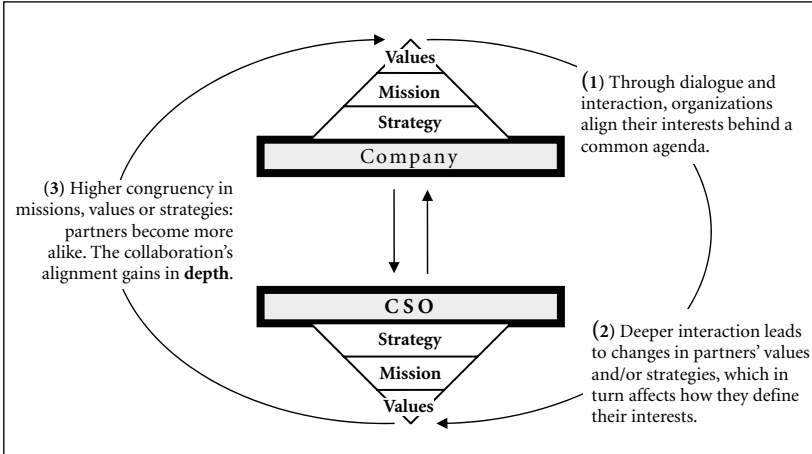 Values
Mission
Strategy
Company
(1) Through dialogue and
interaction, organizations
align their interests behind a
common agenda.
(3) Higher congruency in
missions, values or strategies:
partners become more
alike. The collaboration’s
alignment gains in depth.
CSO
Strategy
Mission
Values
(2) Deeper interaction leads
to changes in partners’ values
and/or strategies, which in
turn affects how they define
their interests.